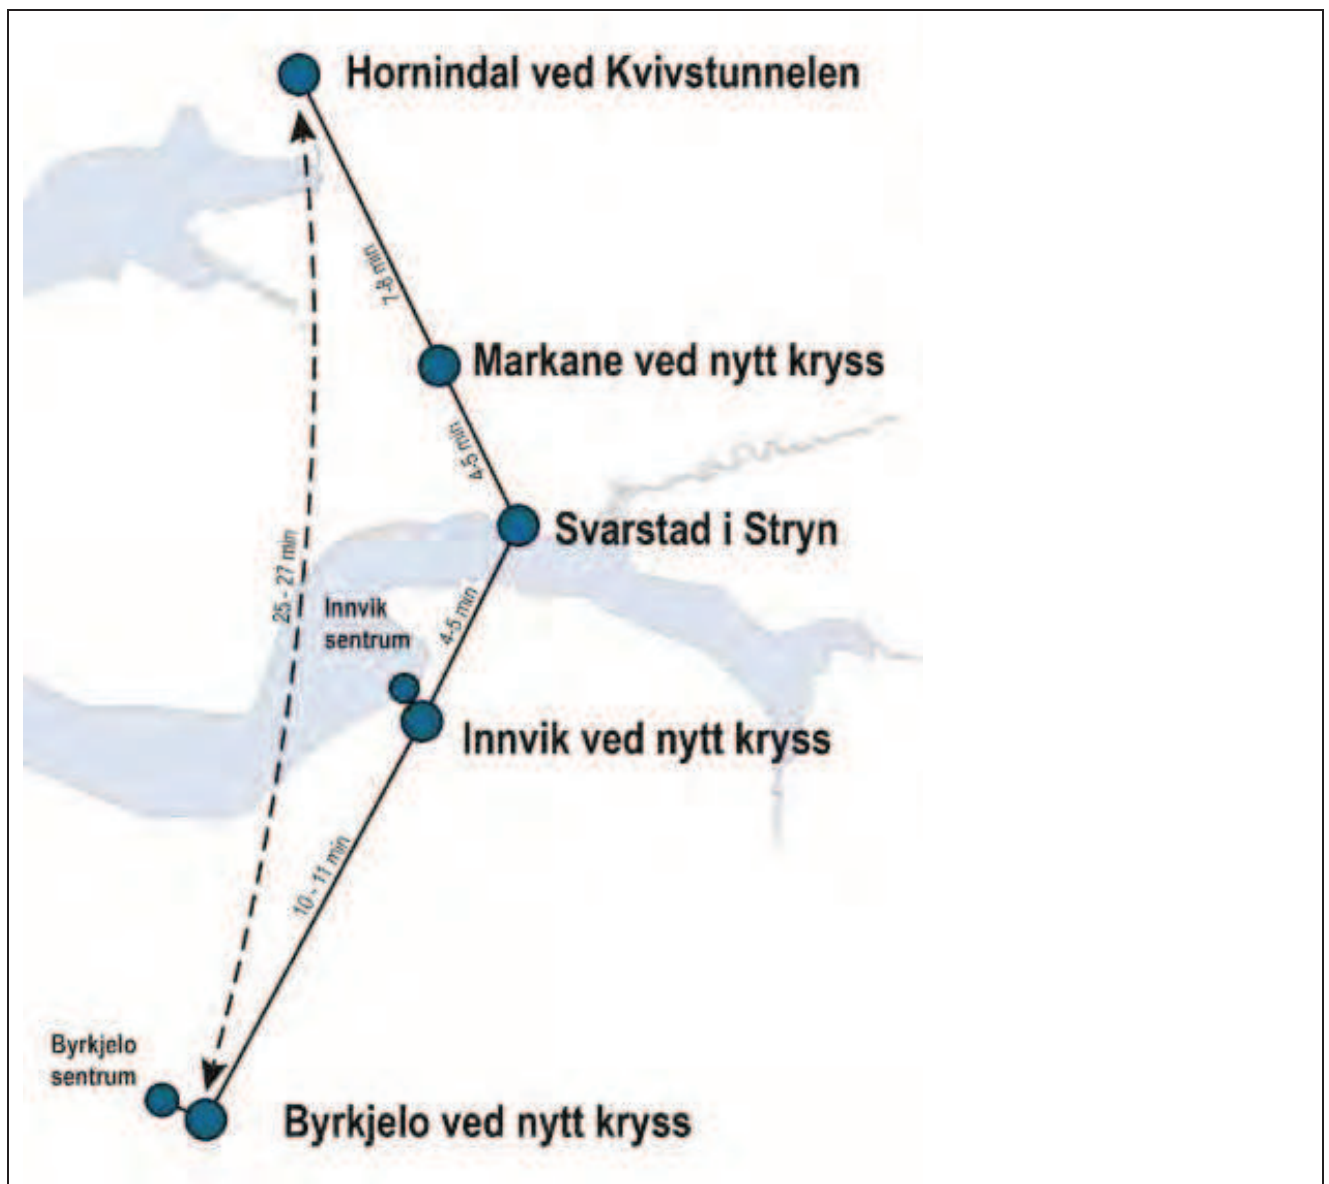 Hornindal ved Kvivstunnelen
7-8 min
Markane ved nytt kryss
4-5 min
Svarstad i Stryn
25 - 27 min
Innvik
sentrum
4-5 min
Innvik ved nytt kryss
10 - 11 min
Byrkjelo
sentrum
Byrkjelo ved nytt kryss